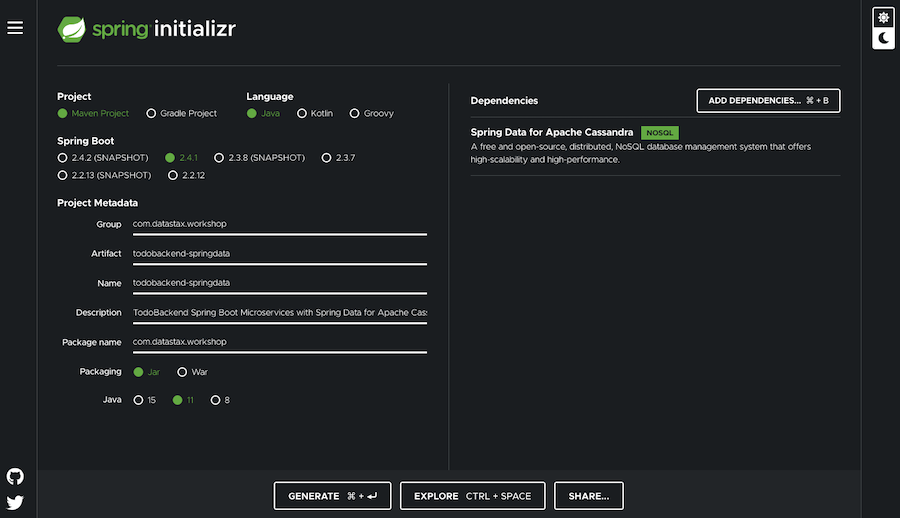 spring initializr
Project
Maven Project Gradle Project
Language
Java Kotlin Groovy
Spring Boot
2.4.2 (SNAPSHOT) 2.4.1 2.3.8 (SNAPSHOT) 2.3.7
2.2.13 (SNAPSHOT) 2.2.12
Project Metadata
Group com.datastax.workshop
Artifact todobackend-springdata
Name todobackend-springdata
Description TodoBackend Spring Boot Microservices with Spring Data for Apache Cas
Package name com.datastax.workshop
Packaging Jar War
Java 15 11 8
Dependencies ADD DEPENDENCIES... ⌘ + B
Spring Data for Apache Cassandra NOSQL
A free and open-source, distributed, NoSQL database management system that offers
high-scalability and high-performance.
GENERATE ⌘ + ⏎ EXPLORE CTRL + SPACE SHARE...